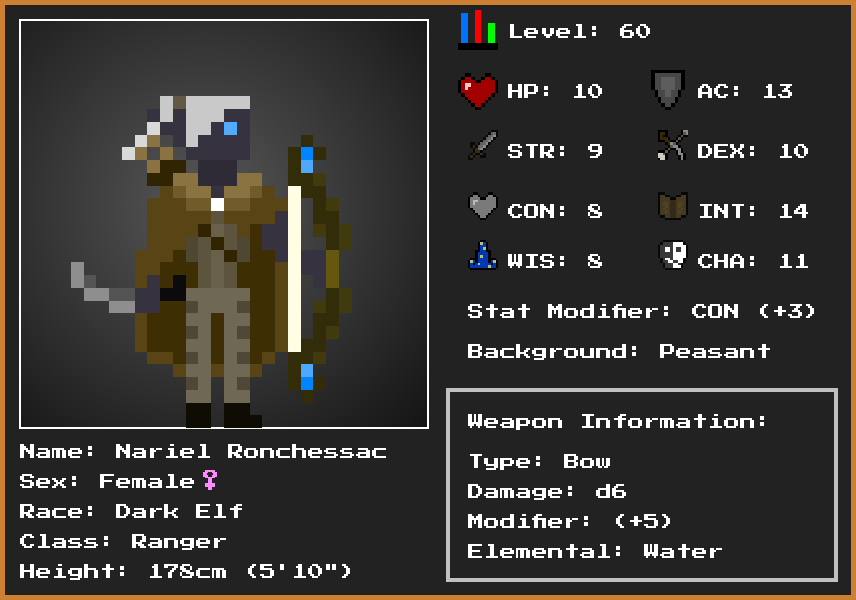 Level: 60
HP: 10
AC: 13
STR: 9
DEX: 10
CON: 8
INT: 14
WIS: 8
CHA: 11
Stat Modifier: CON (+3)
Background: Peasant
Weapon Information:
Type: Bow
Damage: d6
Modifier: (+5)
Elemental: Water
Name: Nariel Ronchessac
Sex: Female♀
Race: Dark Elf
Class: Ranger
Height: 178cm (5'10")